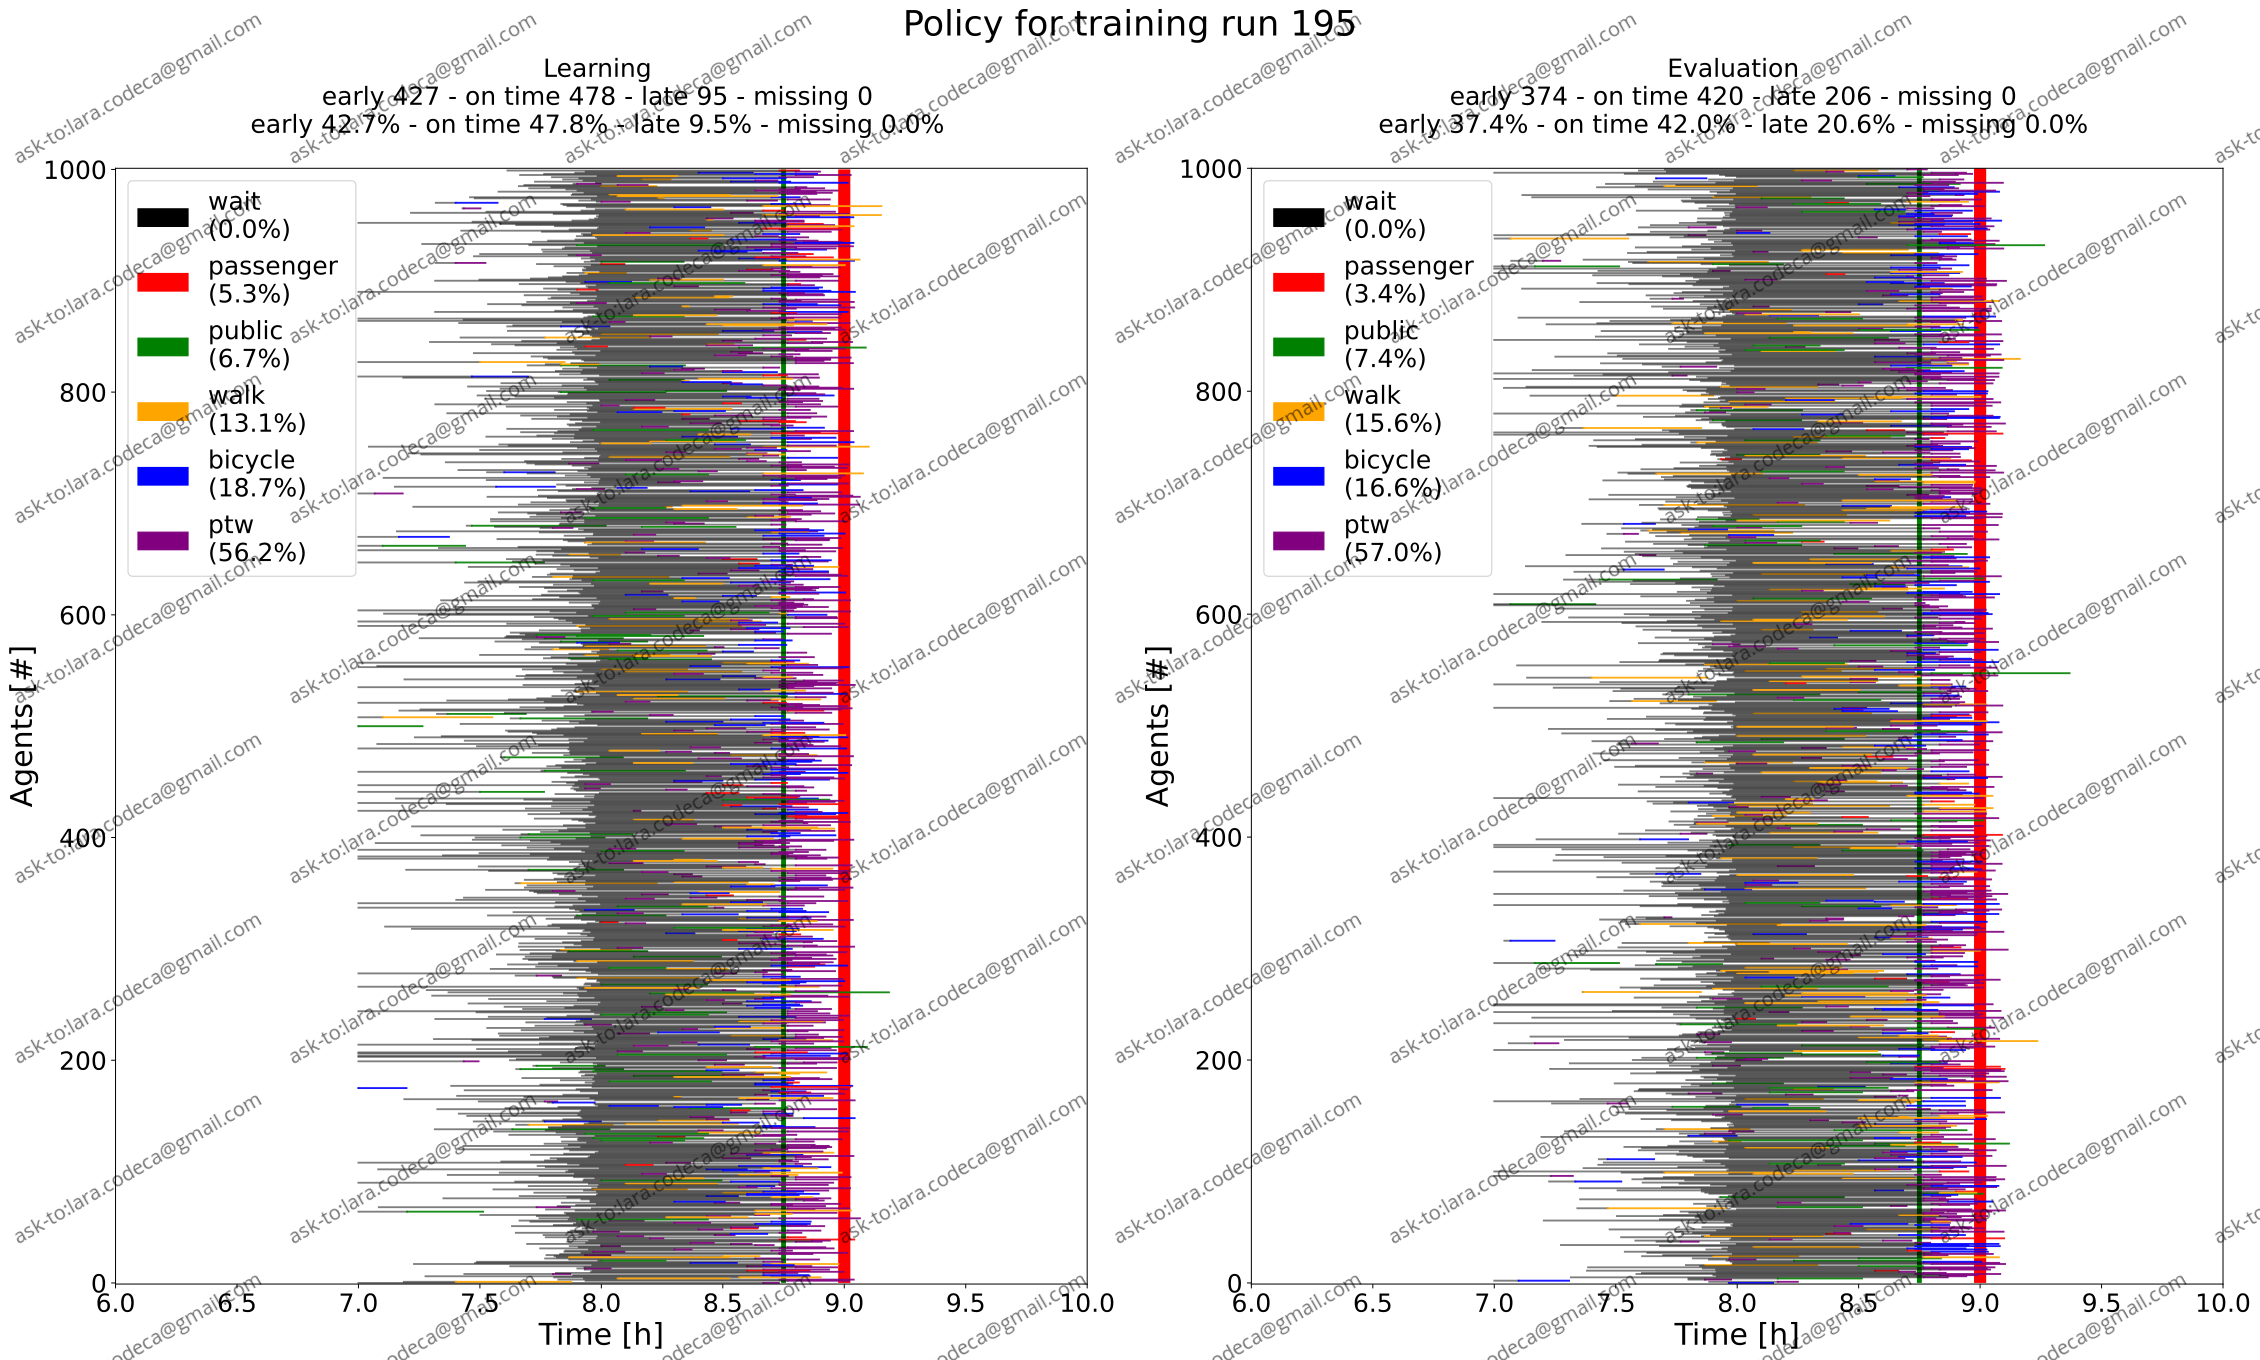 Policy for training run 195
Learning
early 427 - on time 478 - late 95 - missing 0
early 42.7% - on time 47.8% - late 9.5% - missing 0.0%
1000
800
600
400
200
0
Agents [#]
wait
(0.0%)
passenger
(5.3%)
public
(6.7%)
walk
(13.1%)
bicycle
(18.7%)
ptw
(56.2%)
6.0 6.5 7.0 7.5 8.0 8.5 9.0 9.5 10.0
Time [h]
Evaluation
early 374 - on time 420 - late 206 - missing 0
early 37.4% - on time 42.0% - late 20.6% - missing 0.0%
1000
800
600
400
200
0
Agents [#]
wait
(0.0%)
passenger
(3.4%)
public
(7.4%)
walk
(15.6%)
bicycle
(16.6%)
ptw
(57.0%)
6.0 6.5 7.0 7.5 8.0 8.5 9.0 9.5 10.0
Time [h]
ask-to:lara.codeca@gmail.com